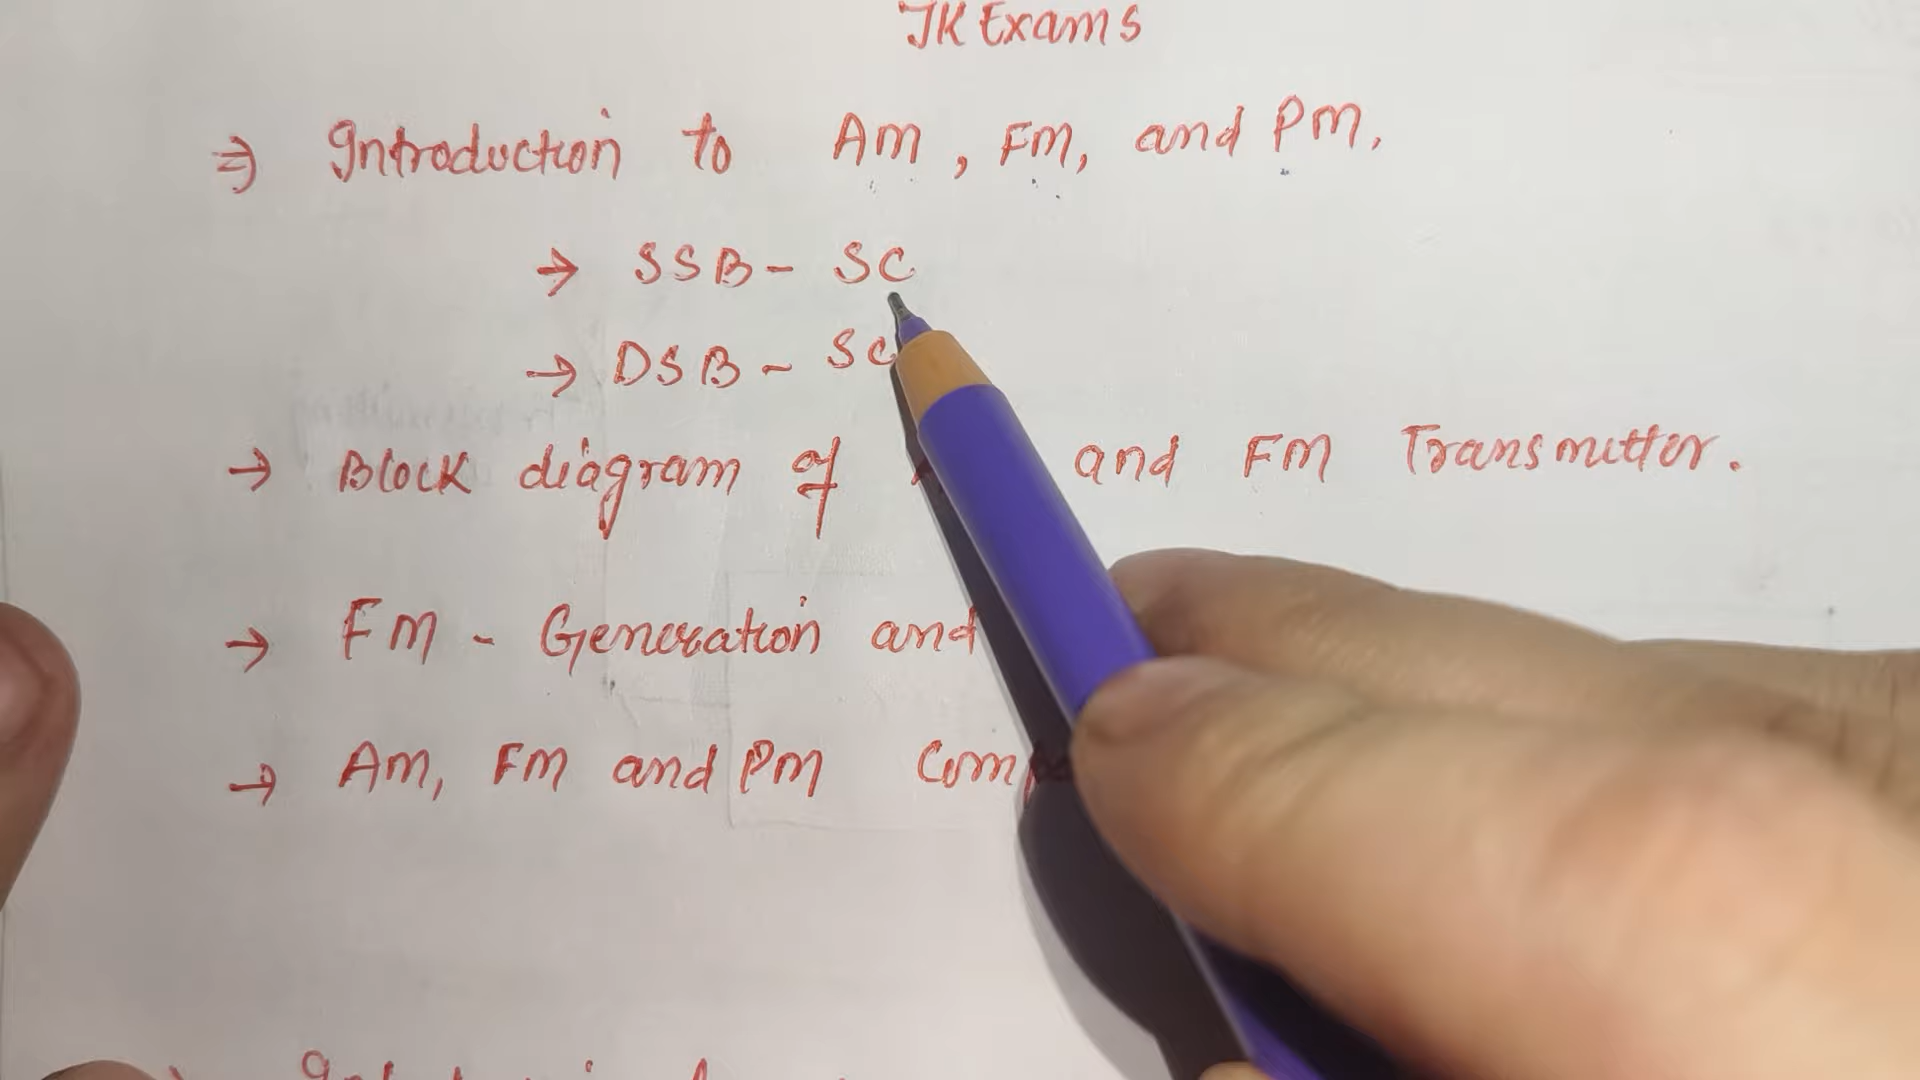 JK Exams
⇒ Introduction to AM, FM, and PM.
→ SSB - SC
→ DSB - SC
→ Block diagram of and FM Transmitter.
→ FM - Generation and
→ AM, FM and PM